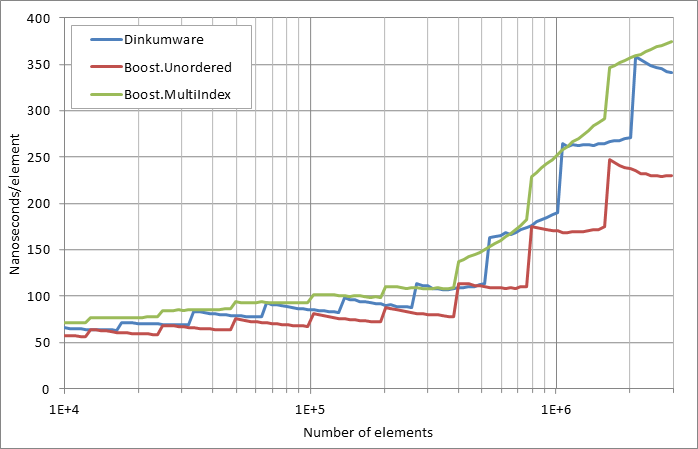 400
350
300
250
200
150
100
50
0
Nanoseconds/element
Dinkumware
Boost.Unordered
Boost.MultiIndex
1E+4 1E+5 1E+6
Number of elements